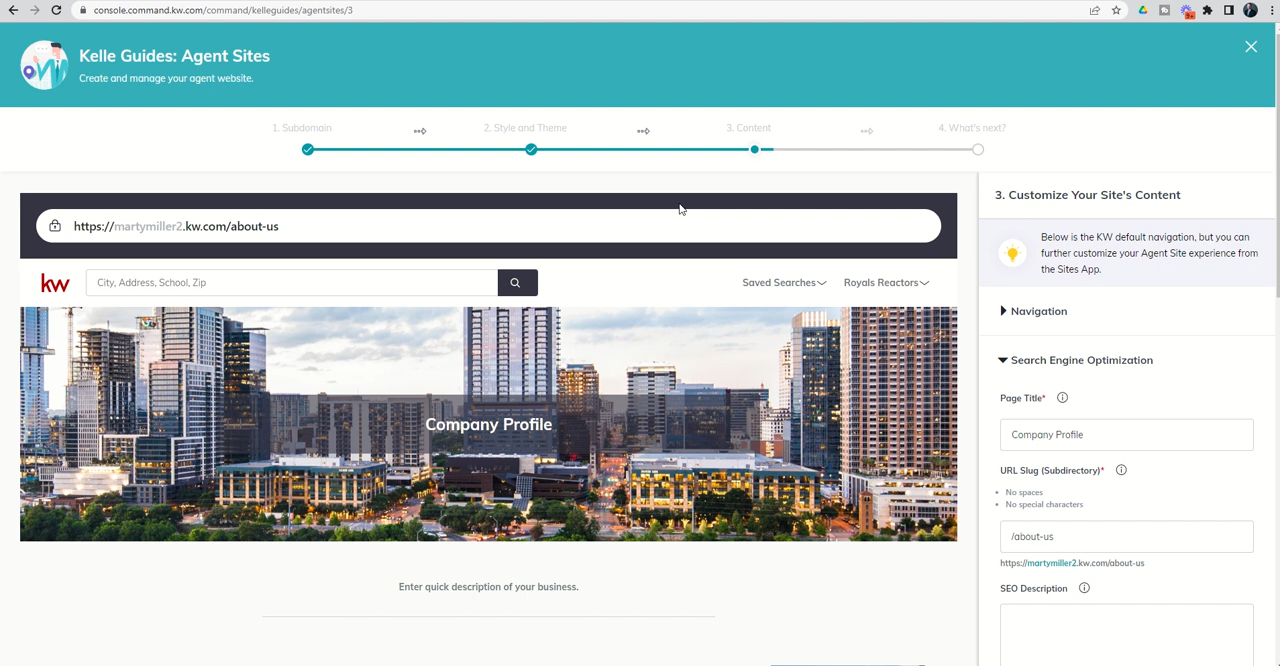 console.command.kw.com/command/kelleguides/agentsites/3
9+
Kelle Guides: Agent Sites
Create and manage your agent website.
1. Subdomain
2. Style and Theme
3. Content
4. What's next?
https://martymiller2.kw.com/about-us
kw
City, Address, School, Zip
Saved Searches
Royals Reactors
Company Profile
Enter quick description of your business.
3. Customize Your Site's Content
Below is the KW default navigation, but you can
further customize your Agent Site experience from
the Sites App.
Navigation
Search Engine Optimization
Page Title*
Company Profile
URL Slug (Subdirectory)*
No spaces
No special characters
/about-us
https://martymiller2.kw.com/about-us
SEO Description